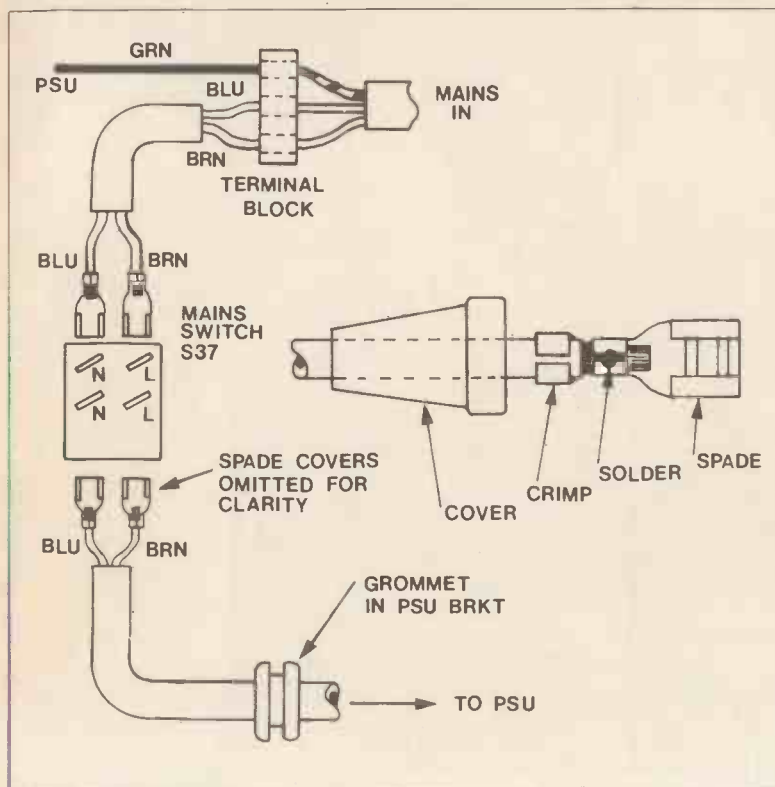 GRN
PSU
BLU
MAINS
IN
BRN
TERMINAL
BLOCK
BLU
BRN
MAINS
SWITCH
S37
N
L
N
L
SPADE COVERS
OMITTED FOR
CLARITY
COVER
CRIMP
SOLDER
SPADE
BLU
BRN
GROMMET
IN PSU BRKT
TO PSU